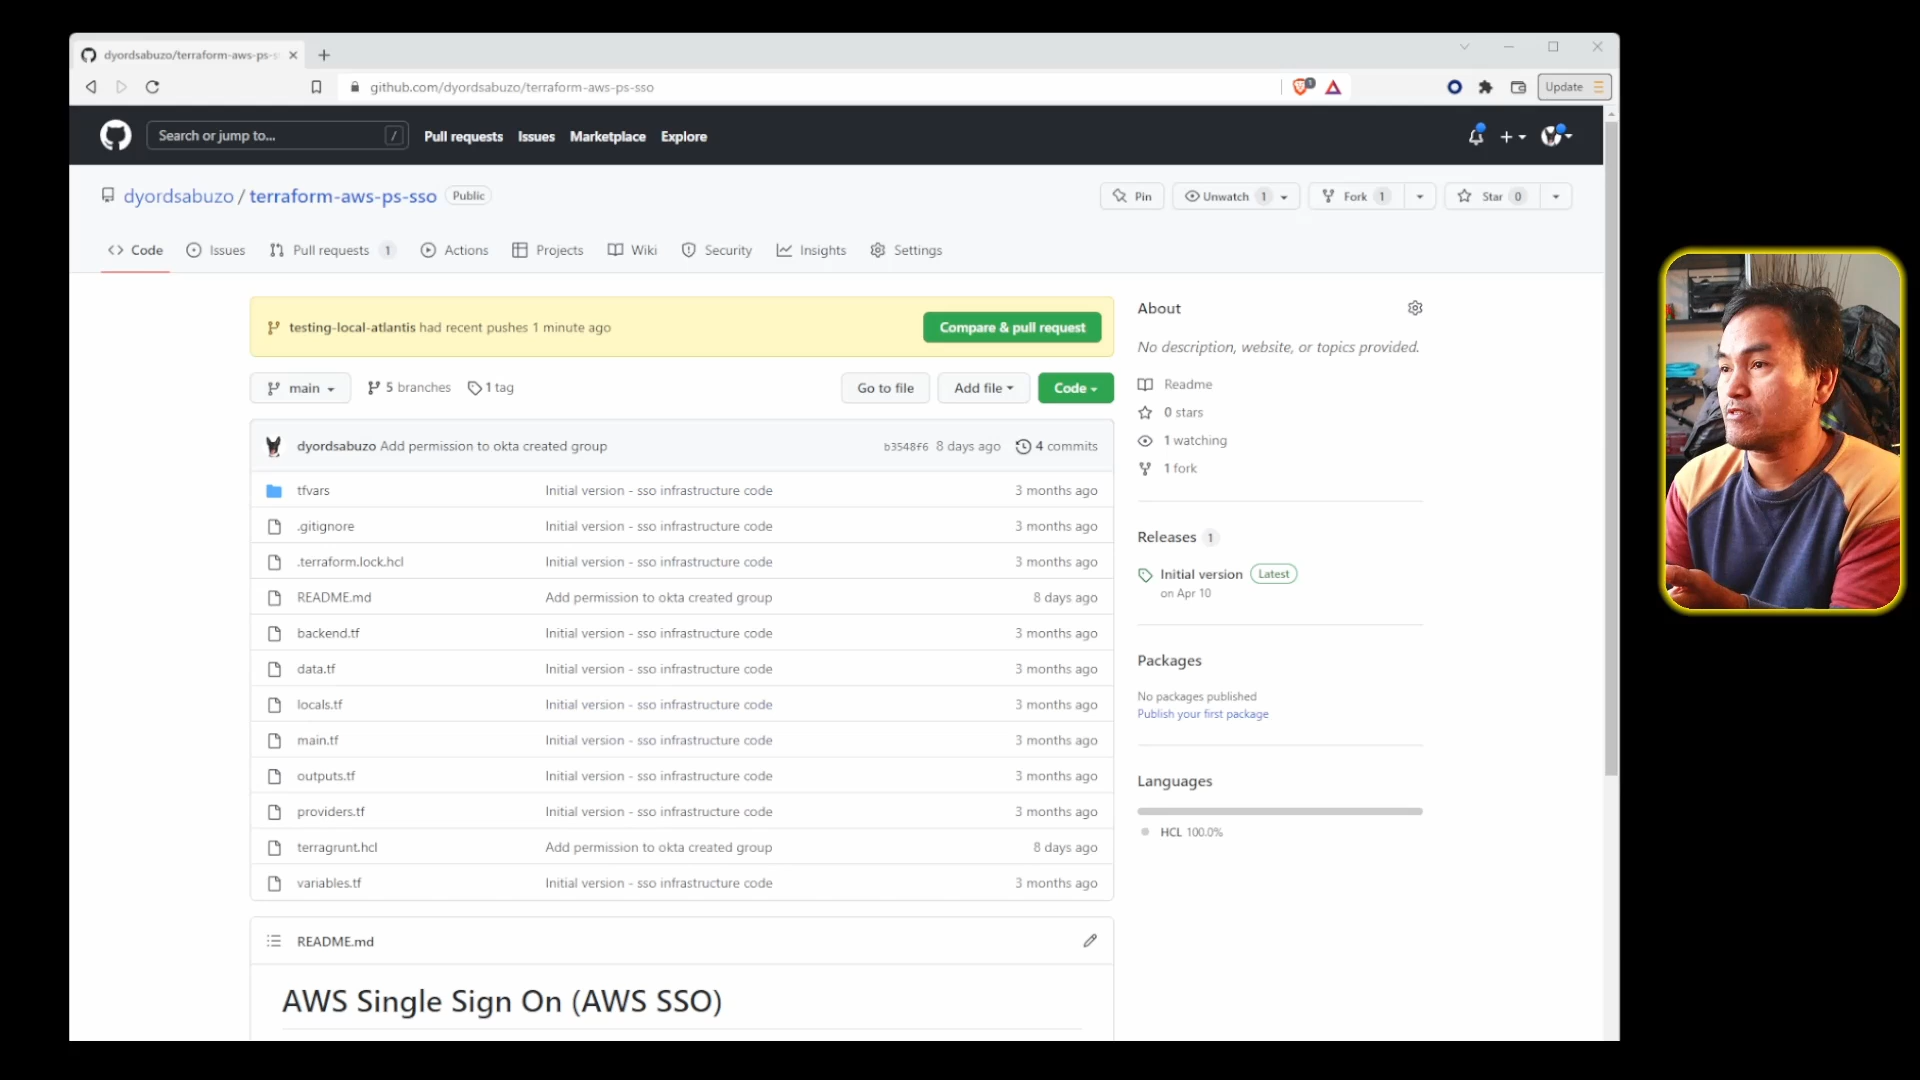 dyordsabuzo/terraform-aws-ps-s
github.com/dyordsabuzo/terraform-aws-ps-sso
1
Update
Search or jump to... /
Pull requests Issues Marketplace Explore
dyordsabuzo / terraform-aws-ps-sso Public
Pin Unwatch 1 Fork 1 Star 0
Code Issues Pull requests 1 Actions Projects Wiki Security Insights Settings
testing-local-atlantis had recent pushes 1 minute ago Compare & pull request
main 5 branches 1 tag Go to file Add file Code
dyordsabuzo Add permission to okta created group b3548f6 8 days ago 4 commits
tfvars Initial version - sso infrastructure code 3 months ago
.gitignore Initial version - sso infrastructure code 3 months ago
.terraform.lock.hcl Initial version - sso infrastructure code 3 months ago
README.md Add permission to okta created group 8 days ago
backend.tf Initial version - sso infrastructure code 3 months ago
data.tf Initial version - sso infrastructure code 3 months ago
locals.tf Initial version - sso infrastructure code 3 months ago
main.tf Initial version - sso infrastructure code 3 months ago
outputs.tf Initial version - sso infrastructure code 3 months ago
providers.tf Initial version - sso infrastructure code 3 months ago
terragrunt.hcl Add permission to okta created group 8 days ago
variables.tf Initial version - sso infrastructure code 3 months ago
README.md
AWS Single Sign On (AWS SSO)
About
No description, website, or topics provided.
Readme
0 stars
1 watching
1 fork
Releases 1
Initial version Latest
on Apr 10
Packages
No packages published
Publish your first package
Languages
HCL 100.0%